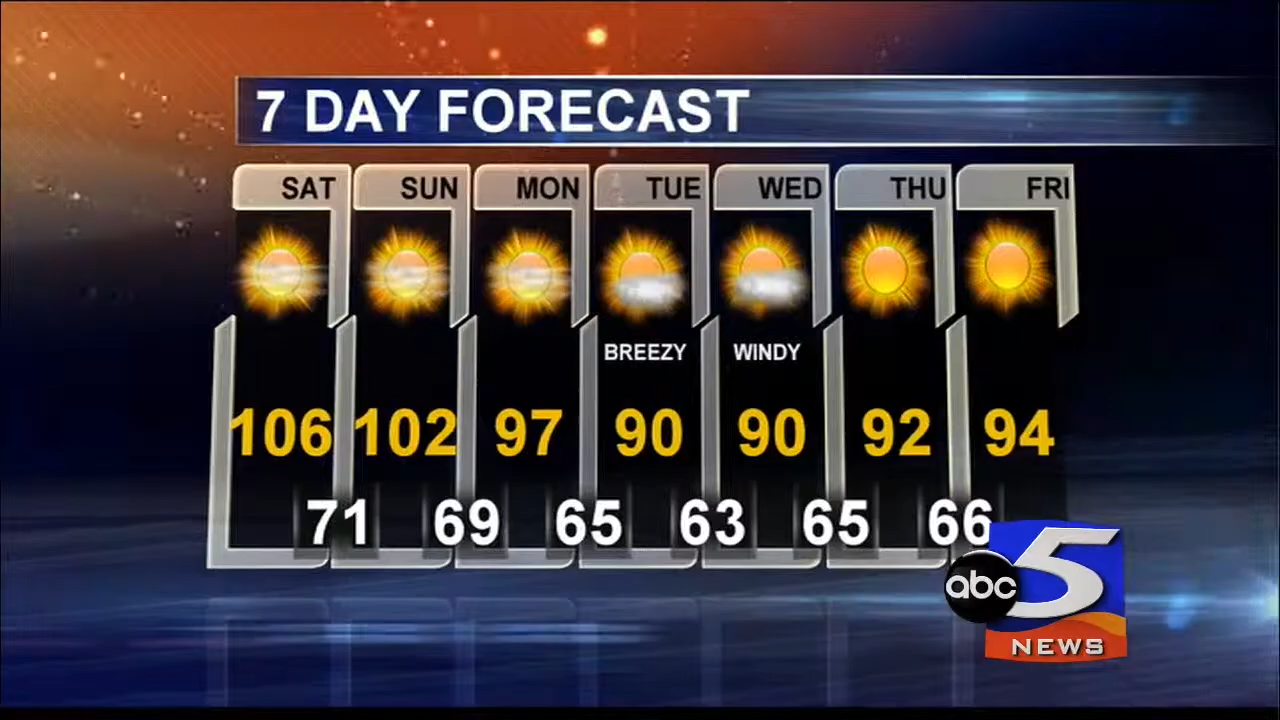 7 DAY FORECAST
SAT SUN MON TUE WED THU FRI
BREEZY WINDY
106 102 97 90 90 92 94
71 69 65 63 65 66
abc 5
NEWS